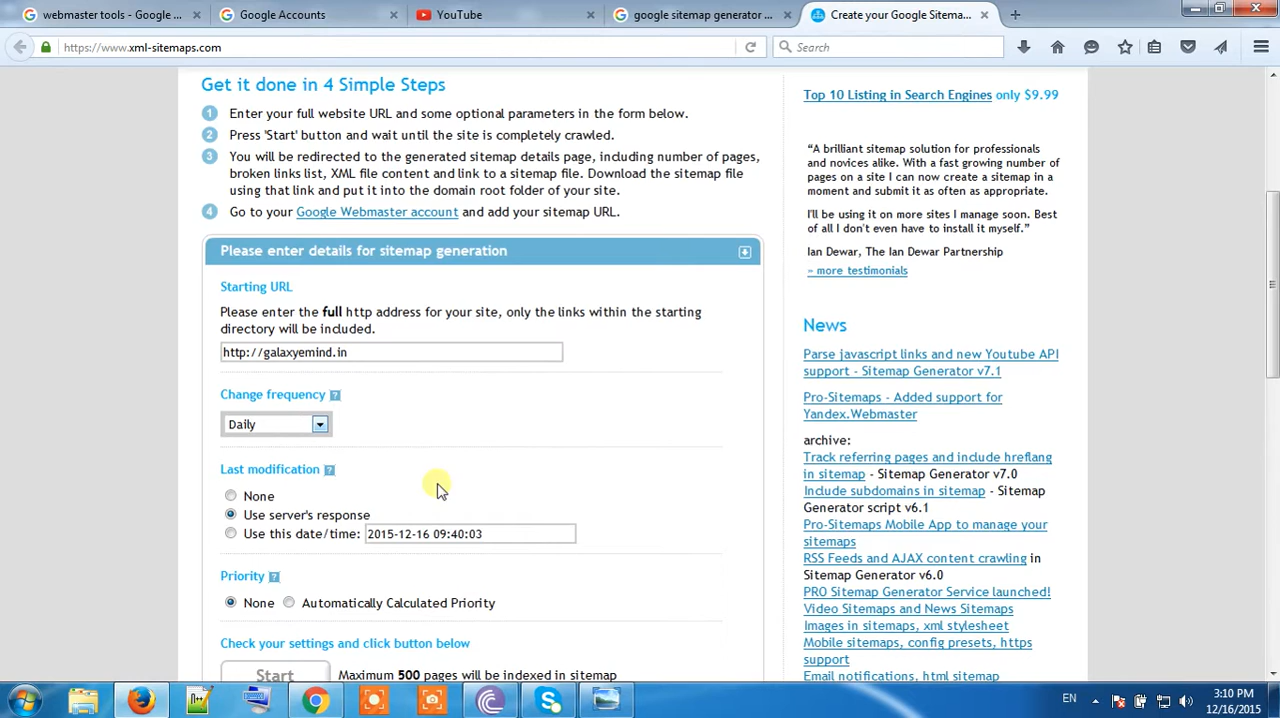 webmaster tools - Google ...
Google Accounts
YouTube
google sitemap generator ...
Create your Google Sitema...
https://www.xml-sitemaps.com
Search
Get it done in 4 Simple Steps
1 Enter your full website URL and some optional parameters in the form below.
2 Press 'Start' button and wait until the site is completely crawled.
3 You will be redirected to the generated sitemap details page, including number of pages,
broken links list, XML file content and link to a sitemap file. Download the sitemap file
using that link and put it into the domain root folder of your site.
4 Go to your Google Webmaster account and add your sitemap URL.
Please enter details for sitemap generation
Starting URL
Please enter the full http address for your site, only the links within the starting
directory will be included.
http://galaxyemind.in
Change frequency ?
Daily
Last modification ?
None
Use server's response
Use this date/time: 2015-12-16 09:40:03
Priority ?
None Automatically Calculated Priority
Check your settings and click button below
Start Maximum 500 pages will be indexed in sitemap
Top 10 Listing in Search Engines only $9.99
“A brilliant sitemap solution for professionals
and novices alike. With a fast growing number of
pages on a site I can now create a sitemap in a
moment and submit it as often as appropriate.
I'll be using it on more sites I manage soon. Best
of all I don't even have to install it myself.”
Ian Dewar, The Ian Dewar Partnership
» more testimonials
News
Parse javascript links and new Youtube API
support - Sitemap Generator v7.1
Pro-Sitemaps - Added support for
Yandex.Webmaster
archive:
Track referring pages and include hreflang
in sitemap - Sitemap Generator v7.0
Include subdomains in sitemap - Sitemap
Generator script v6.1
Pro-Sitemaps Mobile App to manage your
sitemaps
RSS Feeds and AJAX content crawling in
Sitemap Generator v6.0
PRO Sitemap Generator Service launched!
Video Sitemaps and News Sitemaps
Images in sitemaps, xml stylesheet
Mobile sitemaps, config presets, https
support
Email notifications, html sitemap
EN
3:10 PM
12/16/2015